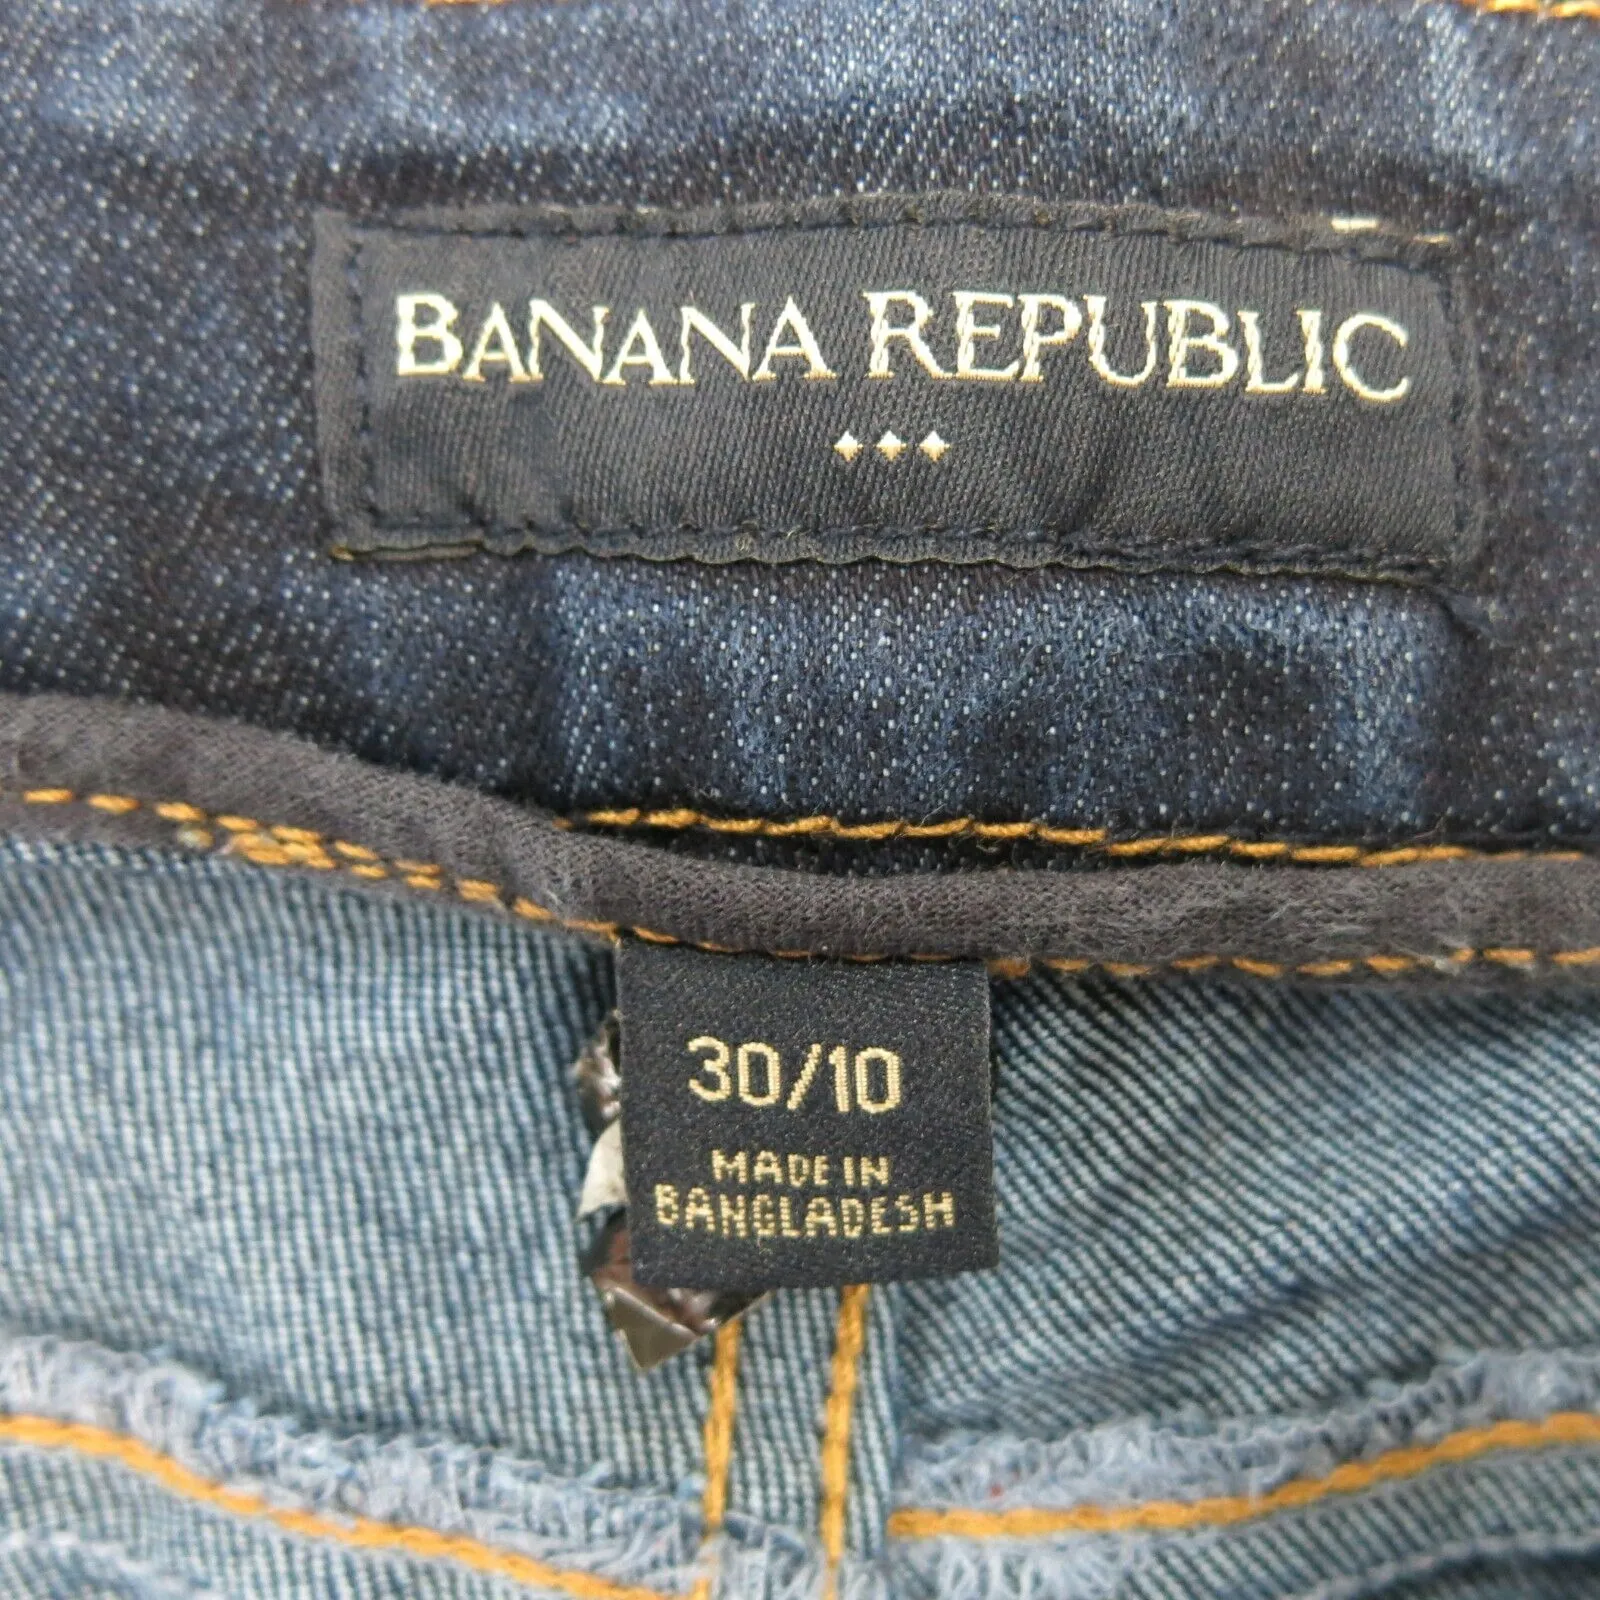 BANANA REPUBLIC
30/10
MADE IN
BANGLADESH